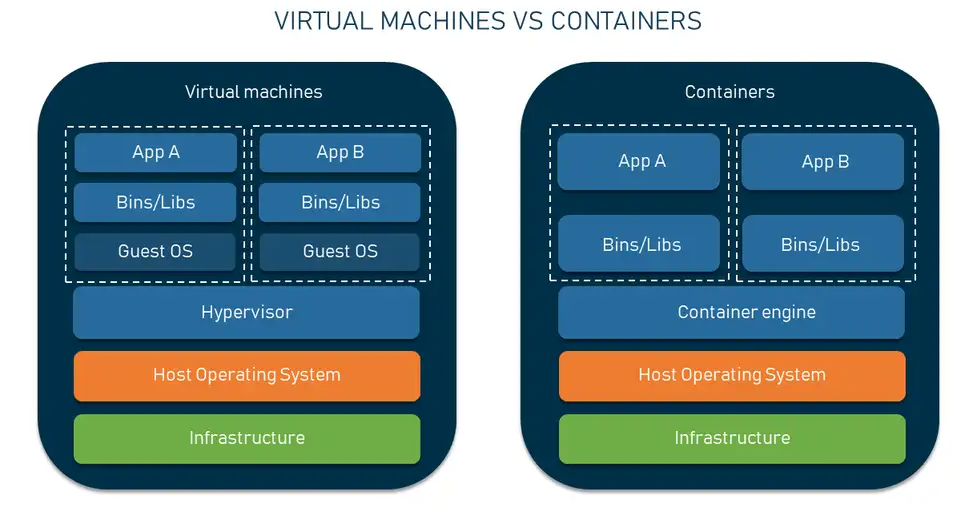 VIRTUAL MACHINES VS CONTAINERS
Virtual machines
App A
App B
Bins/Libs
Bins/Libs
Guest OS
Guest OS
Hypervisor
Host Operating System
Infrastructure
Containers
App A
App B
Bins/Libs
Bins/Libs
Container engine
Host Operating System
Infrastructure